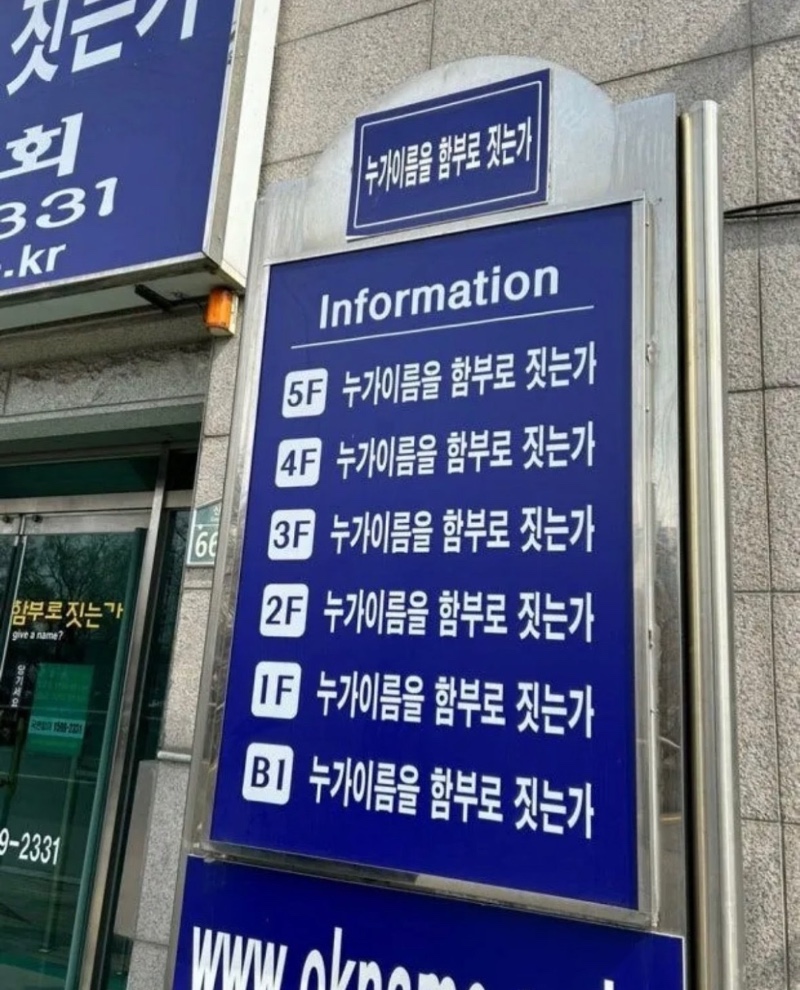 짓는가
회
331
.kr
누가이름을 함부로 짓는가
Information
5F 누가이름을 함부로 짓는가
4F 누가이름을 함부로 짓는가
3F 누가이름을 함부로 짓는가
2F 누가이름을 함부로 짓는가
1F 누가이름을 함부로 짓는가
B1 누가이름을 함부로 짓는가
66
함부로 짓는가
give a name?
당기세요
9-2331